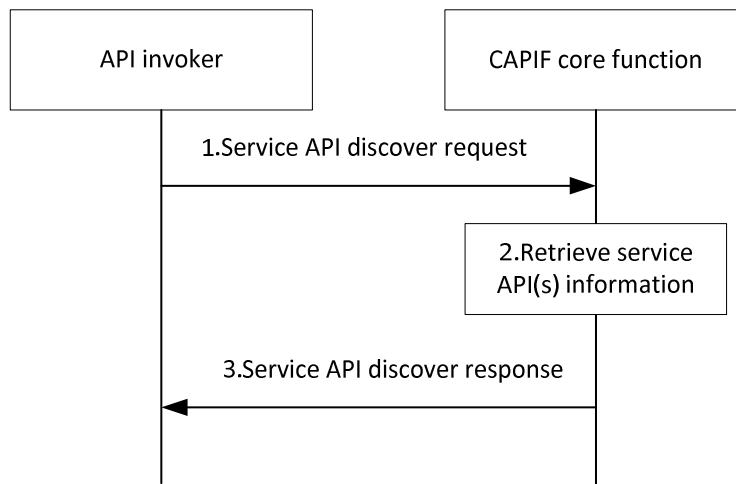 API invoker
CAPIF core function
1.Service API discover request
2.Retrieve service
API(s) information
3.Service API discover response